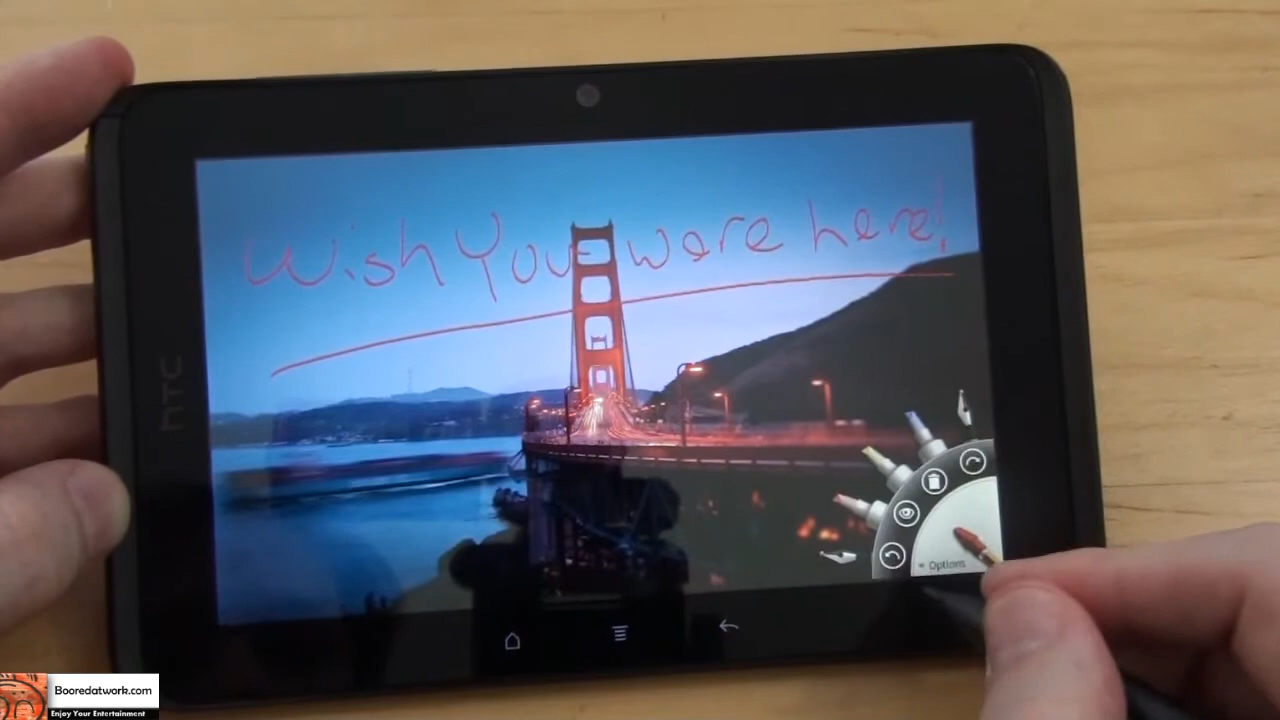 Wish You were here!
hTC
Options
Booredatwork.com
Enjoy Your Entertainment